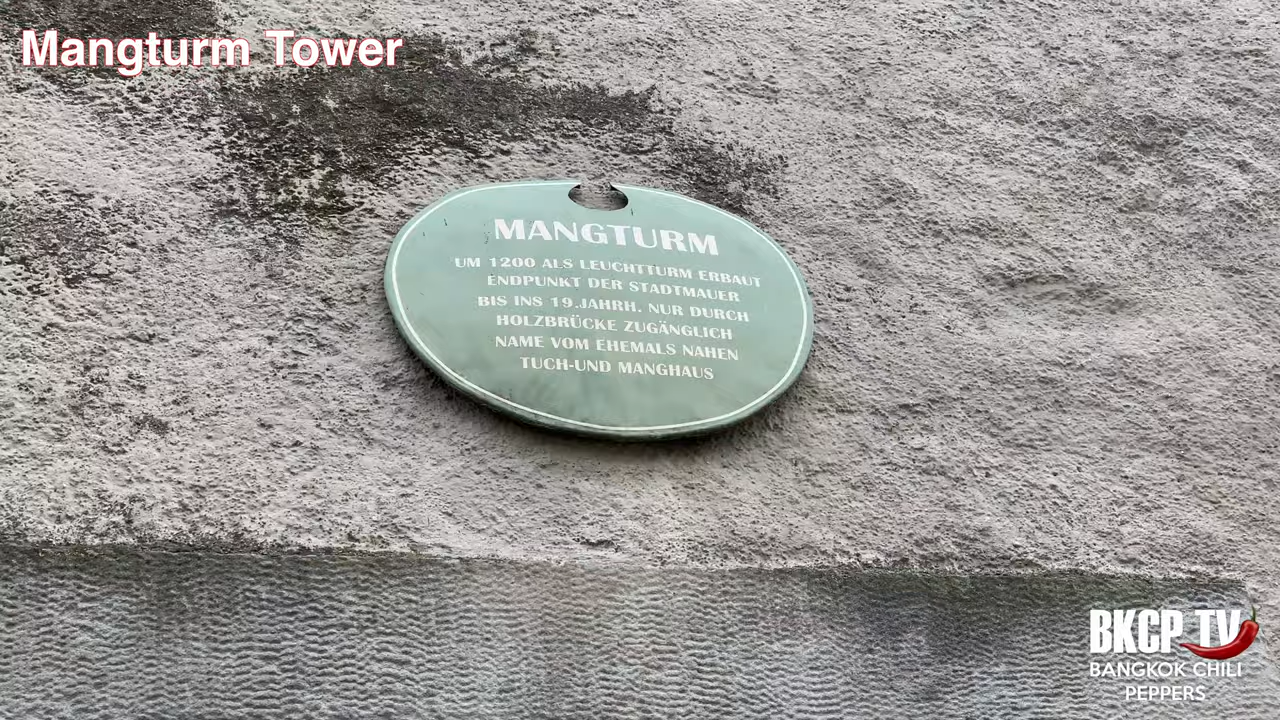 Mangturm Tower
MANGTURM
UM 1200 ALS LEUCHTTURM ERBAUT
ENDPUNKT DER STADTMAUER
BIS INS 19.JAHRH. NUR DURCH
HOLZBRÜCKE ZUGÄNGLICH
NAME VOM EHEMALS NAHEN
TUCH-UND MANGHAUS
BKCP TV
BANGKOK CHILI
PEPPERS